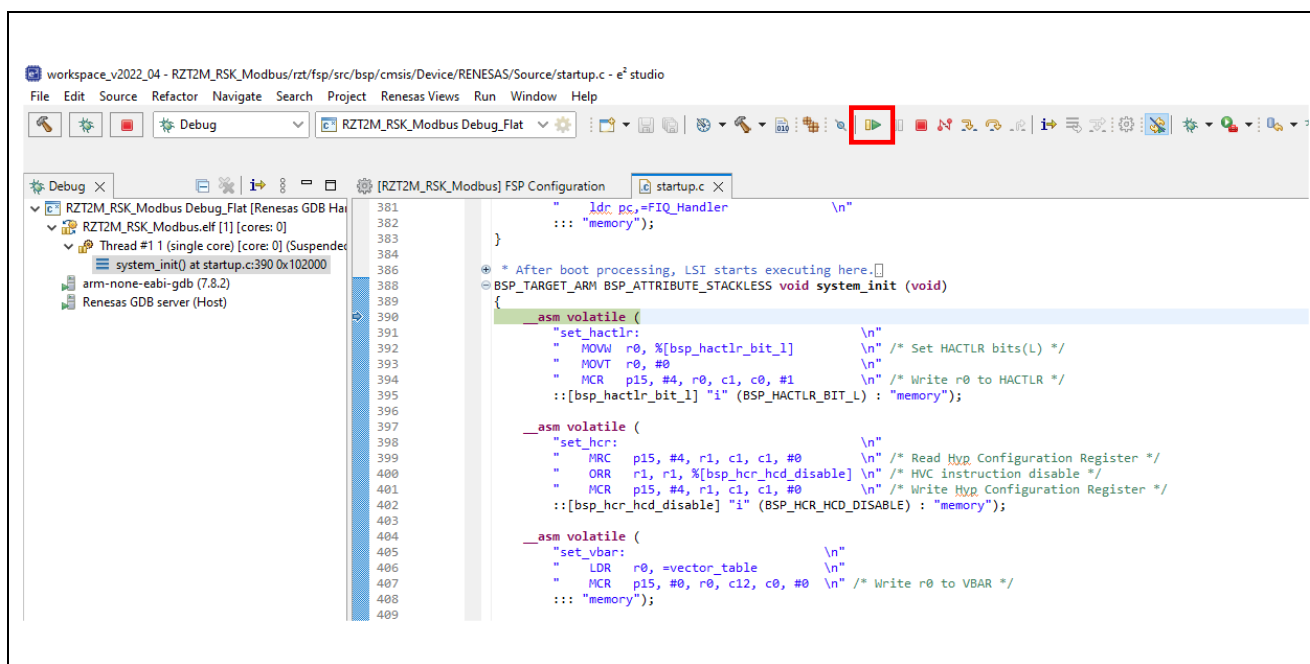 workspace_v2022_04 - RZT2M_RSK_Modbus/rzt/fsp/src/bsp/cmsis/Device/RENESAS/Source/startup.c - e² studio
File Edit Source Refactor Navigate Search Project Renesas Views Run Window Help
Debug RZT2M_RSK_Modbus Debug_Flat
Debug [RZT2M_RSK_Modbus] FSP Configuration startup.c
RZT2M_RSK_Modbus Debug_Flat [Renesas GDB Har
RZT2M_RSK_Modbus.elf [1] [cores: 0]
Thread #1 1 (single core) [core: 0] (Suspended
system_init() at startup.c:390 0x102000
arm-none-eabi-gdb (7.8.2)
Renesas GDB server (Host)
381 " ldr pc,=FIQ_Handler \n"
382 ::: "memory");
383 }
384
386 * After boot processing, LSI starts executing here.
388 BSP_TARGET_ARM BSP_ATTRIBUTE_STACKLESS void system_init (void)
389 {
390 __asm volatile (
391 "set_hactlr: \n"
392 " MOVW r0, %[bsp_hactlr_bit_l] \n" /* Set HACTLR bits(L) */
393 " MOVT r0, #0 \n"
394 " MCR p15, #4, r0, c1, c0, #1 \n" /* Write r0 to HACTLR */
395 ::[bsp_hactlr_bit_l] "i" (BSP_HACTLR_BIT_L) : "memory");
396
397 __asm volatile (
398 "set_hcr: \n"
399 " MRC p15, #4, r1, c1, c1, #0 \n" /* Read Hyp Configuration Register */
400 " ORR r1, r1, %[bsp_hcr_hcd_disable] \n" /* HVC instruction disable */
401 " MCR p15, #4, r1, c1, c1, #0 \n" /* Write Hyp Configuration Register */
402 ::[bsp_hcr_hcd_disable] "i" (BSP_HCR_HCD_DISABLE) : "memory");
403
404 __asm volatile (
405 "set_vbar: \n"
406 " LDR r0, =vector_table \n"
407 " MCR p15, #0, r0, c12, c0, #0 \n" /* Write r0 to VBAR */
408 ::: "memory");
409